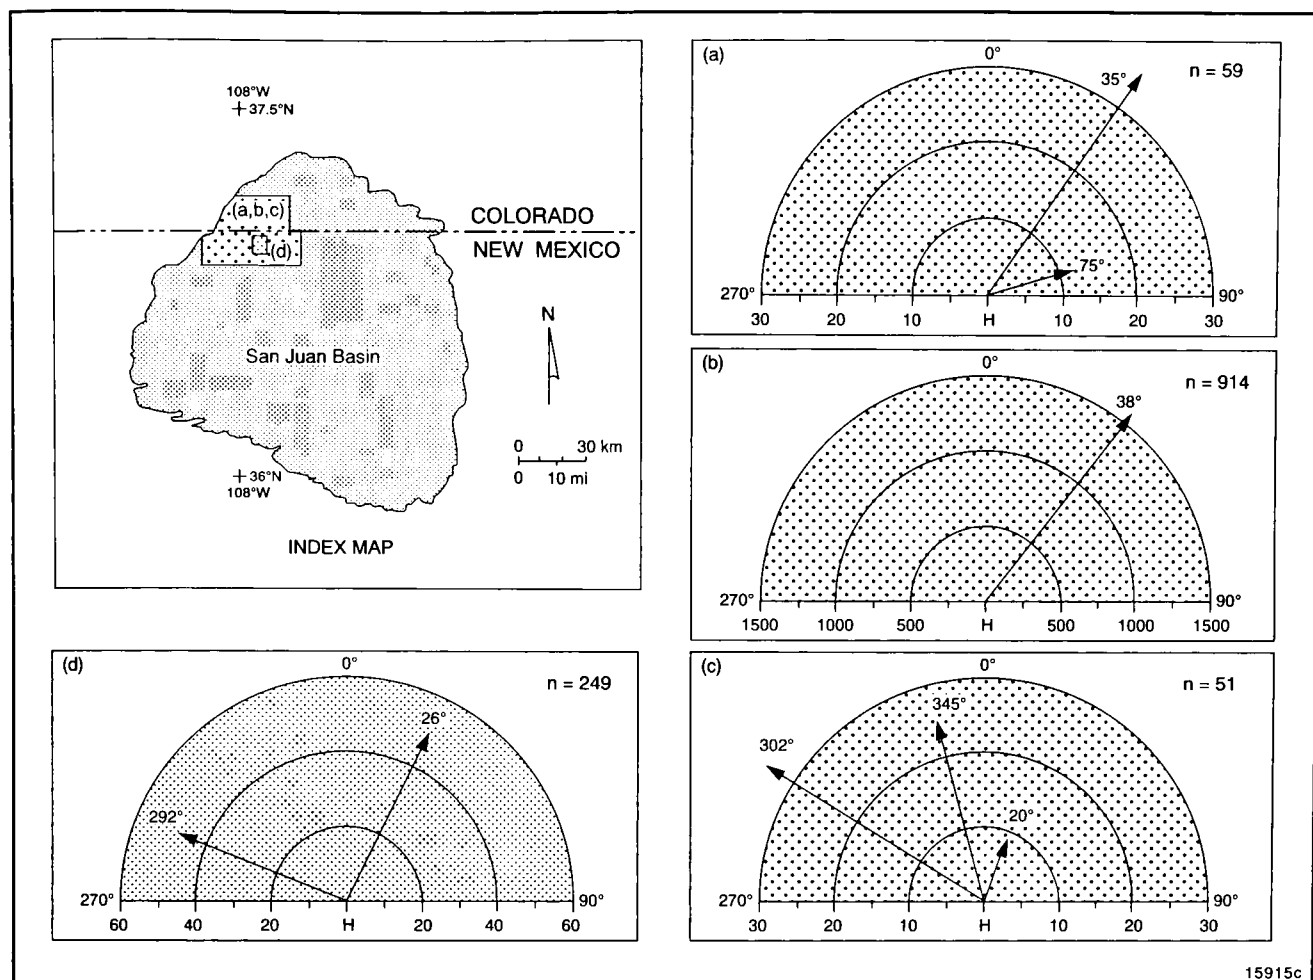 108°W
37.5°N
(a,b,c)
COLORADO
NEW MEXICO
(d)
San Juan Basin
N
0 30 km
0 10 mi
36°N
108°W
INDEX MAP
(a)
0°
n = 59
35°
75°
270°
90°
30 20 10 H 10 20 30
(b)
0°
n = 914
38°
270°
90°
1500 1000 500 H 500 1000 1500
(d)
0°
n = 249
26°
292°
270°
90°
60 40 20 H 20 40 60
(c)
0°
n = 51
345°
302°
20°
270°
90°
30 20 10 H 10 20 30
15915c